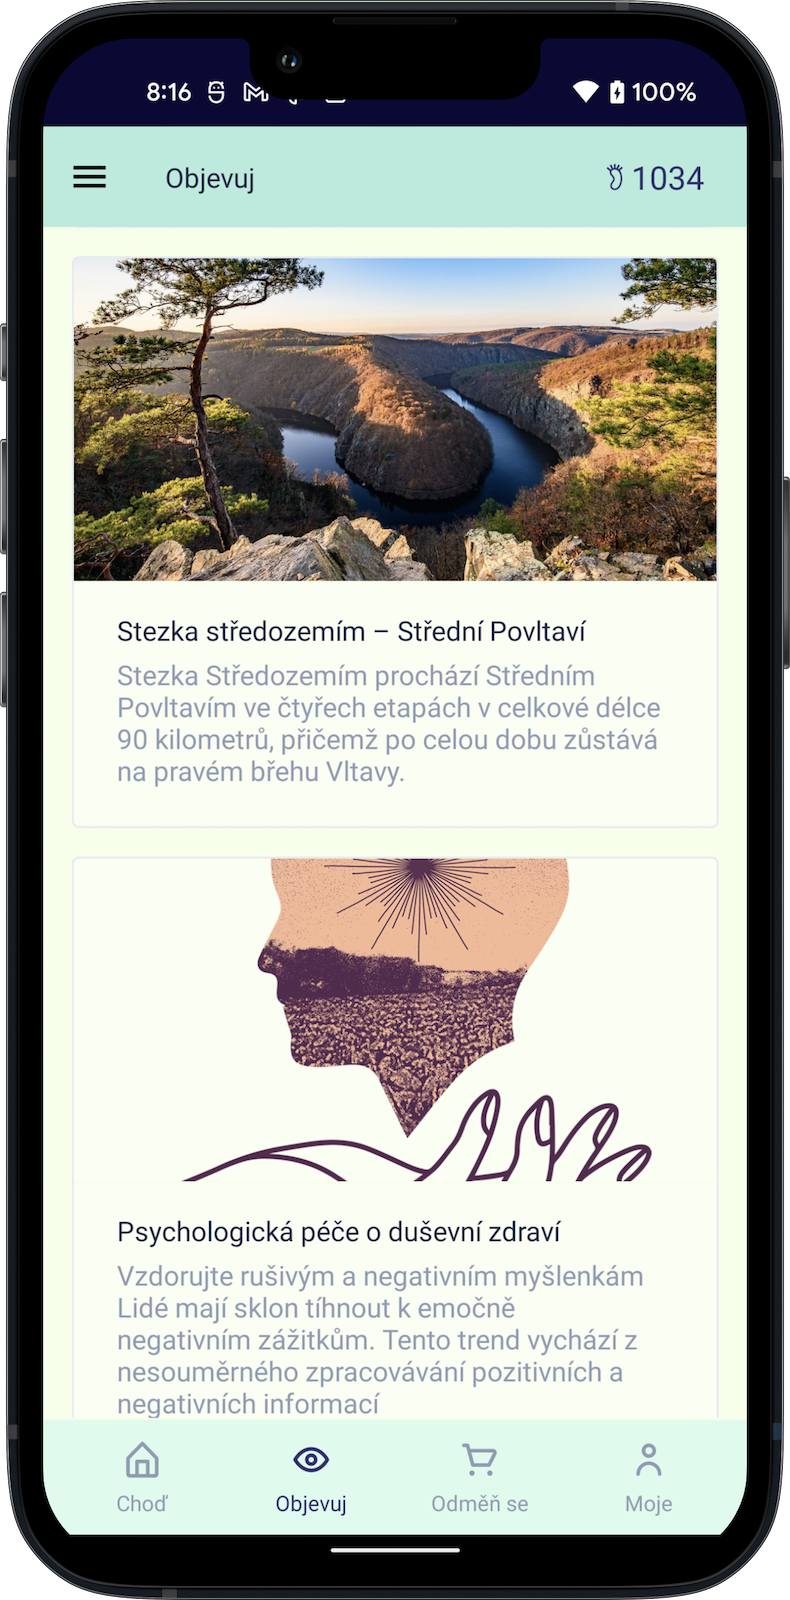 8:16 100%
Objevuj 1034
Stezka středozemím – Střední Povltaví
Stezka Středozemím prochází Středním
Povltavím ve čtyřech etapách v celkové délce
90 kilometrů, přičemž po celou dobu zůstává
na pravém břehu Vltavy.
Psychologická péče o duševní zdraví
Vzdorujte rušivým a negativním myšlenkám
Lidé mají sklon tíhnout k emočně
negativním zážitkům. Tento trend vychází z
nesouměrného zpracovávání pozitivních a
negativních informací
Choď Objevuj Odměň se Moje